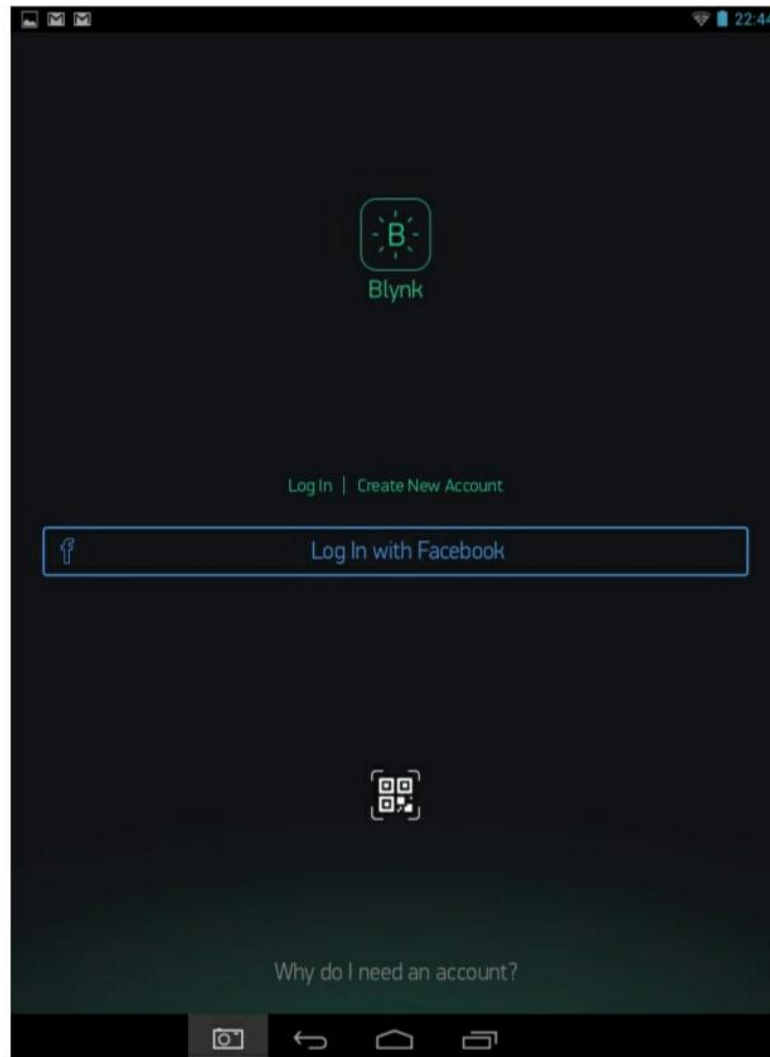 22:44
B
Blynk
Log In | Create New Account
f Log In with Facebook
Why do I need an account?